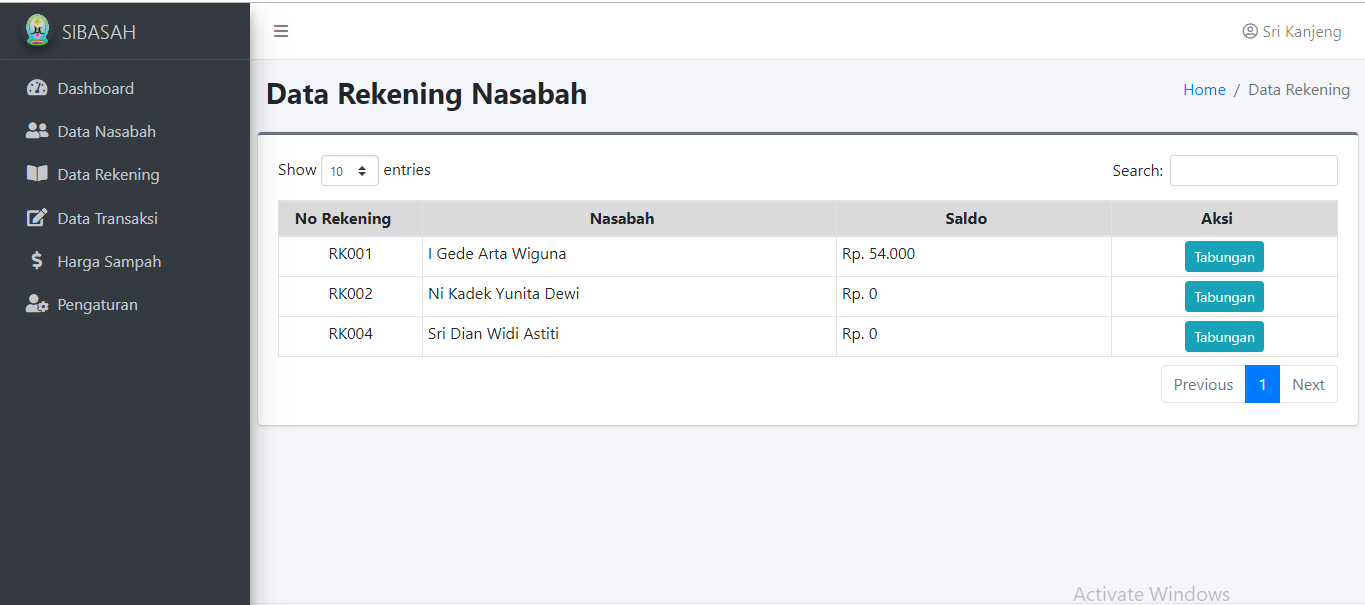 SIBASAH
Sri Kanjeng
Dashboard
Data Nasabah
Data Rekening
Data Transaksi
Harga Sampah
Pengaturan
Data Rekening Nasabah
Home / Data Rekening
Show 10 entries
Search:
No Rekening Nasabah Saldo Aksi
RK001 I Gede Arta Wiguna Rp. 54.000 Tabungan
RK002 Ni Kadek Yunita Dewi Rp. 0 Tabungan
RK004 Sri Dian Widi Astiti Rp. 0 Tabungan
Previous 1 Next
Activate Windows